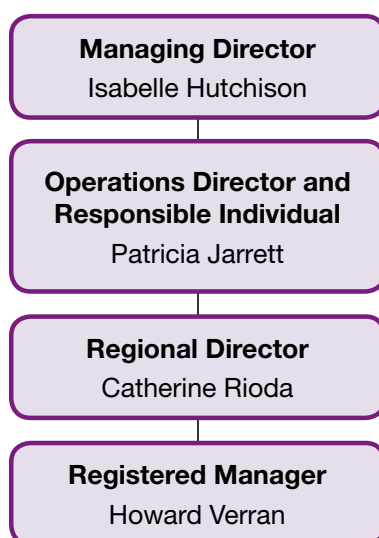 Managing Director
Isabelle Hutchison
Operations Director and
Responsible Individual
Patricia Jarrett
Regional Director
Catherine Rioda
Registered Manager
Howard Verran